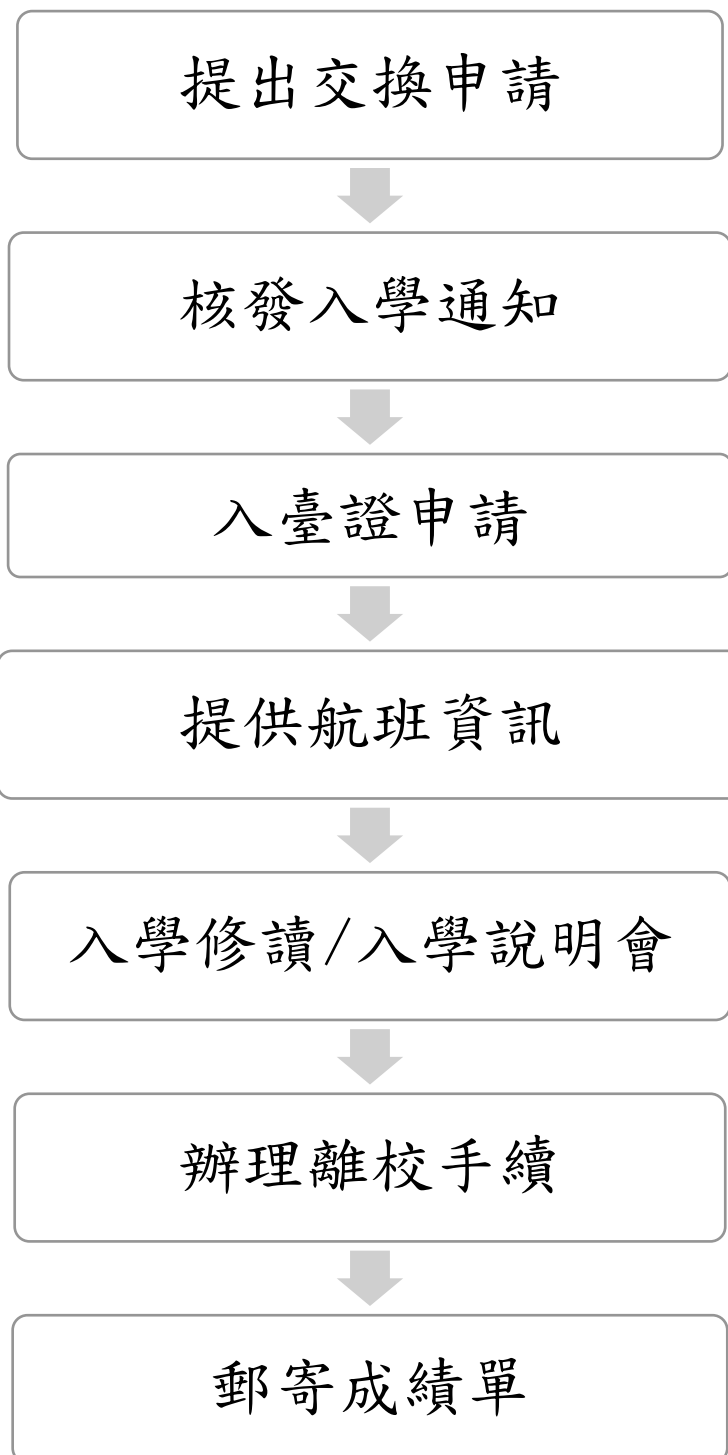 提出交換申請
核發入學通知
入臺證申請
提供航班資訊
入學修讀/入學說明會
辦理離校手續
郵寄成績單